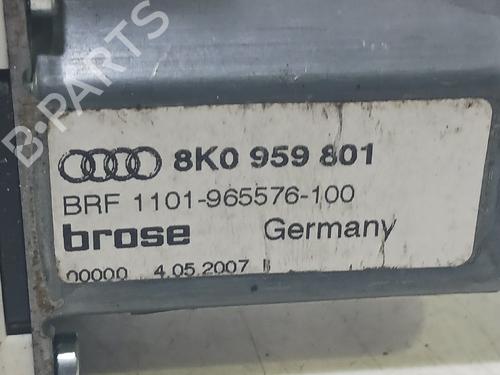 B-PARTS
8K0 959 801
BRF 1101-965576-100
brose Germany
00000 4.05.2007